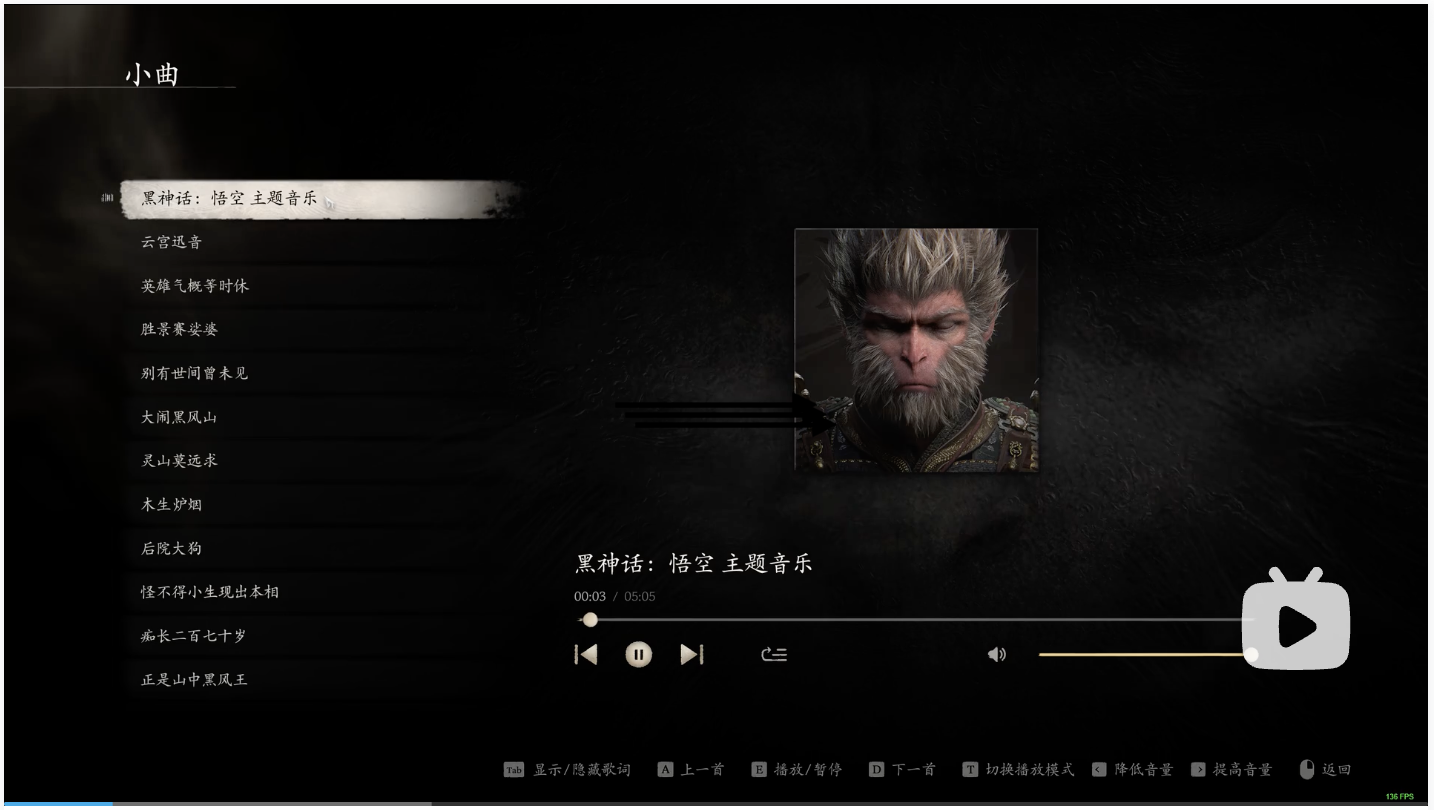 小曲
黑神话：悟空 主题音乐
云宫迅音
英雄气概等时休
胜景赛娑婆
别有世间曾未见
大闹黑风山
灵山莫远求
木生炉烟
后院大狗
怪不得小生现出本相
痴长二百七十岁
正是山中黑风王
黑神话：悟空 主题音乐
00:03 / 05:05
Tab 显示/隐藏歌词 A 上一首 E 播放/暂停 D 下一首 T 切换播放模式 < 降低音量 > 提高音量 返回
136 FPS